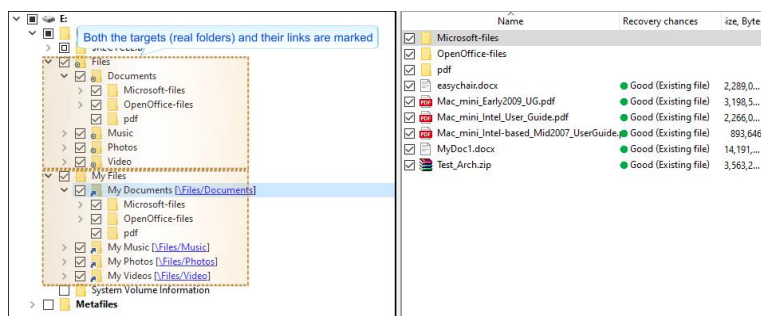 E:
Both the targets (real folders) and their links are marked
Files
Documents
Microsoft-files
OpenOffice-files
pdf
Music
Photos
Video
My Files
My Documents [\Files/Documents]
Microsoft-files
OpenOffice-files
pdf
My Music [\Files/Music]
My Photos [\Files/Photos]
My Videos [\Files/Video]
System Volume Information
Metafiles
Name Recovery chances ize, Byte
Microsoft-files
OpenOffice-files
pdf
easychair.docx Good (Existing file) 2,289,0...
Mac_mini_Early2009_UG.pdf Good (Existing file) 3,198,5...
Mac_mini_Intel_User_Guide.pdf Good (Existing file) 2,266,0...
Mac_mini_Intel-based_Mid2007_UserGuide.p Good (Existing file) 893,646
MyDoc1.docx Good (Existing file) 14,191,...
Test_Arch.zip Good (Existing file) 3,563,2...